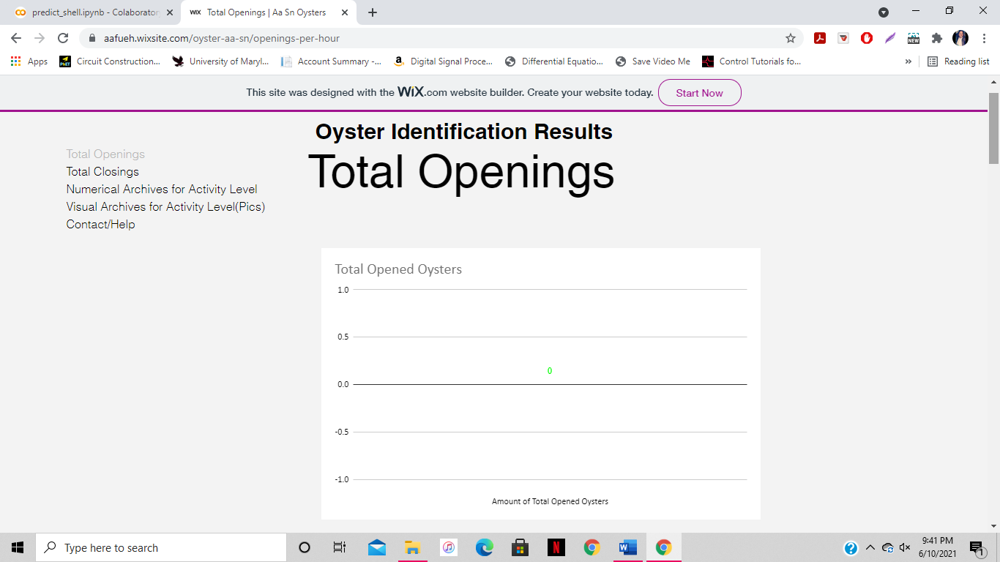 predict_shell.ipynb - Colaborator
WiX Total Openings | Aa Sn Oysters
aafueh.wixsite.com/oyster-aa-sn/openings-per-hour
NEW
Apps
PhET
Circuit Construction...
University of Maryl...
Account Summary -...
a
Digital Signal Proce...
Differential Equatio...
Save Video Me
Control Tutorials fo...
»
Reading list
This site was designed with the WiX.com website builder. Create your website today.
Start Now
Oyster Identification Results
Total Openings
Total Openings
Total Closings
Numerical Archives for Activity Level
Visual Archives for Activity Level(Pics)
Contact/Help
Total Opened Oysters
1.0
0.5
0
0.0
-0.5
-1.0
Amount of Total Opened Oysters
Type here to search
N
W
?
9:41 PM
6/10/2021
1